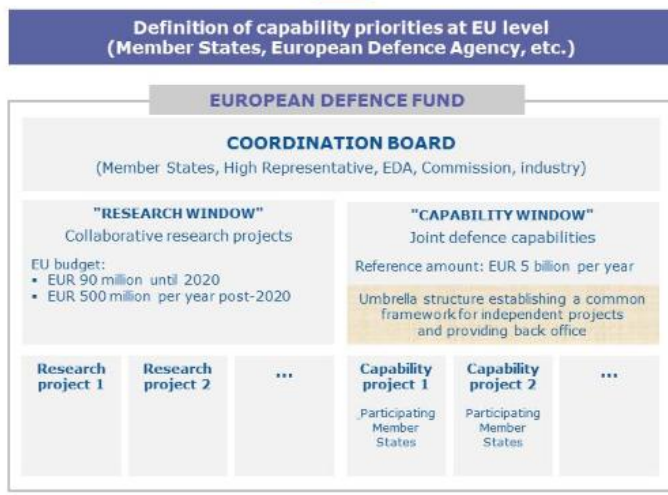 Definition of capability priorities at EU level
(Member States, European Defence Agency, etc.)
EUROPEAN DEFENCE FUND
COORDINATION BOARD
(Member States, High Representative, EDA, Commission, industry)
"RESEARCH WINDOW"
Collaborative research projects
EU budget:
▪ EUR 90 million until 2020
▪ EUR 500 million per year post-2020
"CAPABILITY WINDOW"
Joint defence capabilities
Reference amount: EUR 5 billion per year
Umbrella structure establishing a common
framework for independent projects
and providing back office
Research
project 1
Research
project 2
...
Capability
project 1
Participating
Member
States
Capability
project 2
Participating
Member
States
...